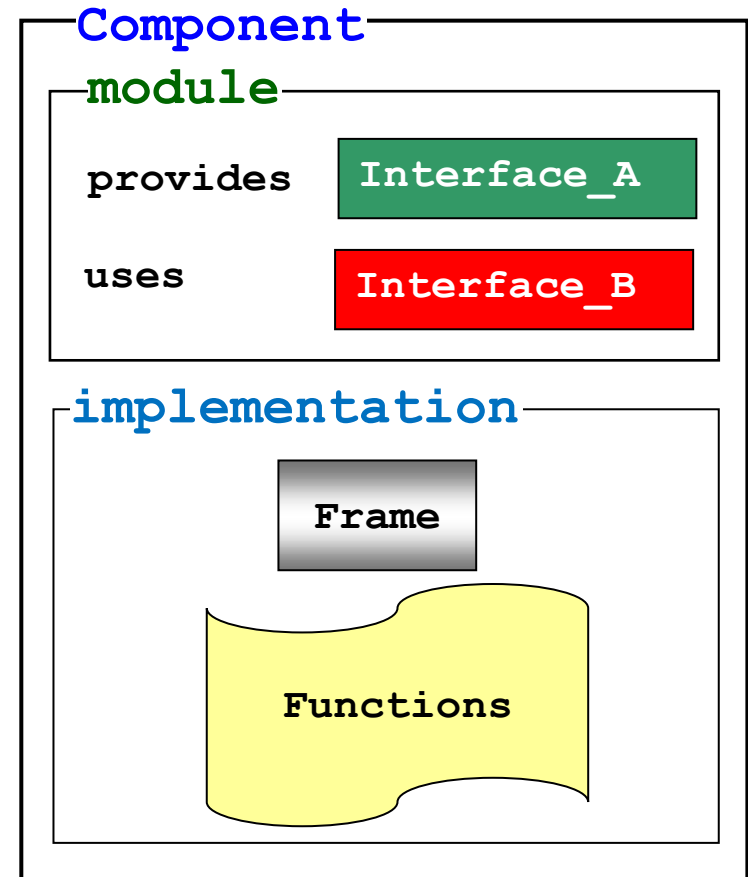 Component
module
provides Interface_A
uses Interface_B
implementation
Frame
Functions